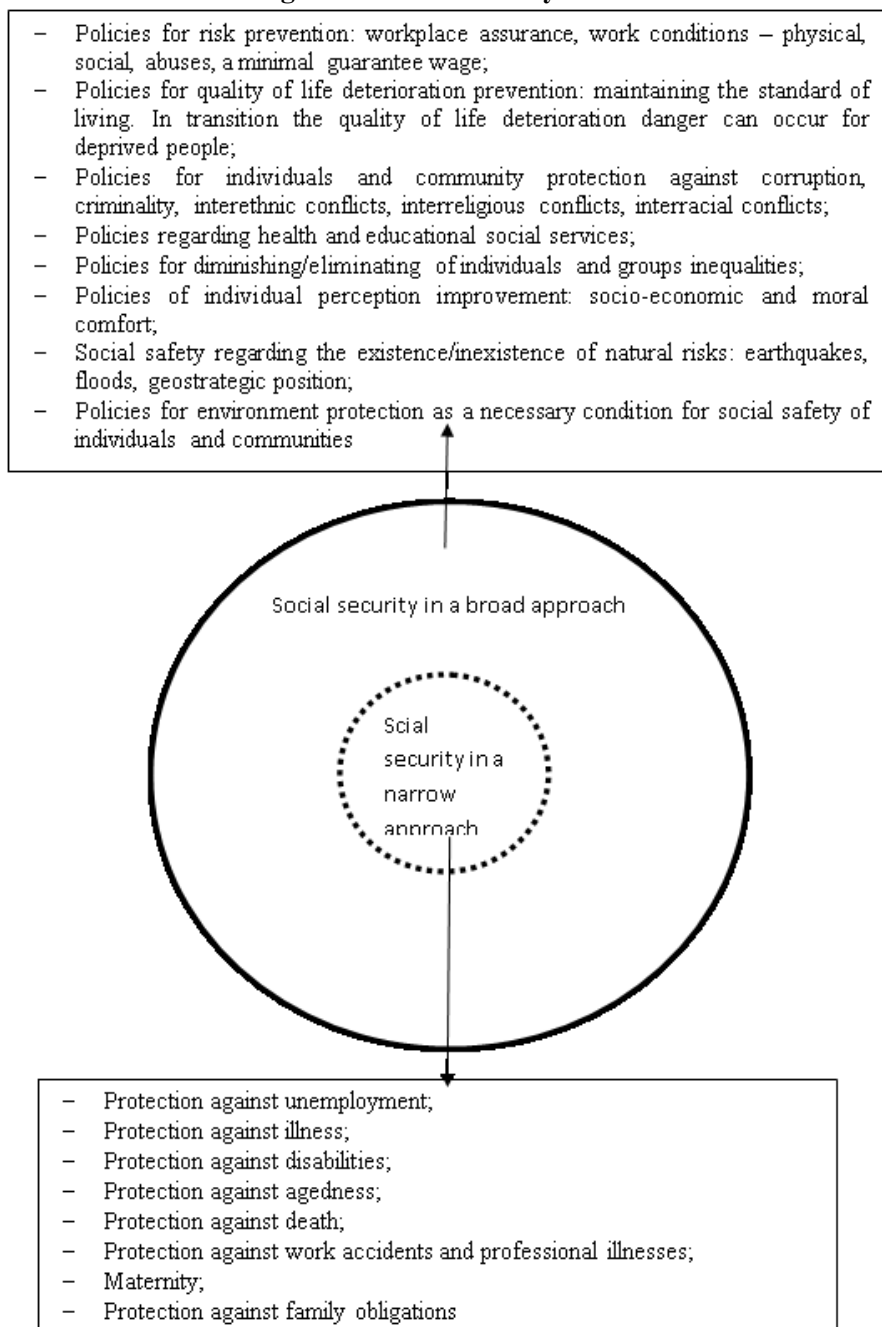 – Policies for risk prevention: workplace assurance, work conditions – physical,
social, abuses, a minimal guarantee wage;
– Policies for quality of life deterioration prevention: maintaining the standard of
living. In transition the quality of life deterioration danger can occur for
deprived people;
– Policies for individuals and community protection against corruption,
criminality, interethnic conflicts, interreligious conflicts, interracial conflicts;
– Policies regarding health and educational social services;
– Policies for diminishing/eliminating of individuals and groups inequalities;
– Policies of individual perception improvement: socio-economic and moral
comfort;
– Social safety regarding the existence/inexistence of natural risks: earthquakes,
floods, geostrategic position;
– Policies for environment protection as a necessary condition for social safety of
individuals and communities
Social security in a broad approach
Scial
security in a
narrow
approach
– Protection against unemployment;
– Protection against illness;
– Protection against disabilities;
– Protection against agedness;
– Protection against death;
– Protection against work accidents and professional illnesses;
– Maternity;
– Protection against family obligations